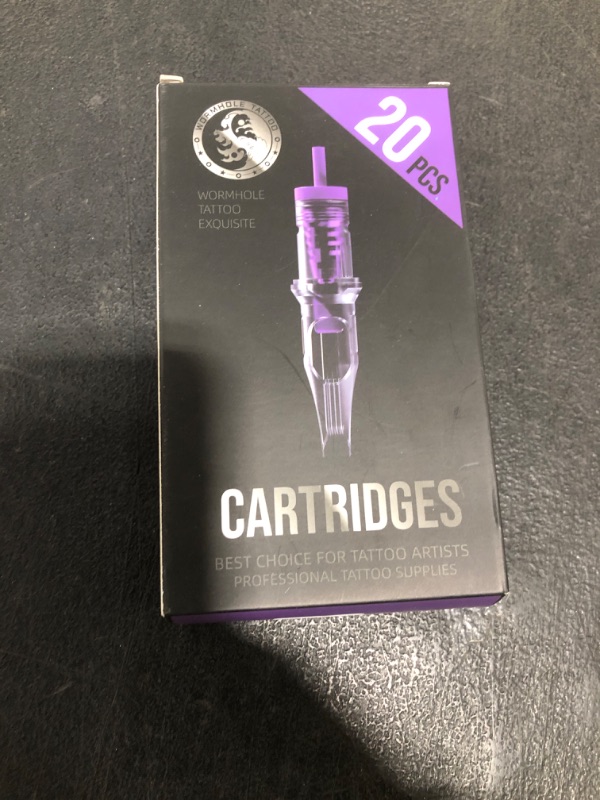 WORMHOLE TATTOO
20 PCS
WORMHOLE
TATTOO
EXQUISITE
CARTRIDGES
BEST CHOICE FOR TATTOO ARTISTS
PROFESSIONAL TATTOO SUPPLIES